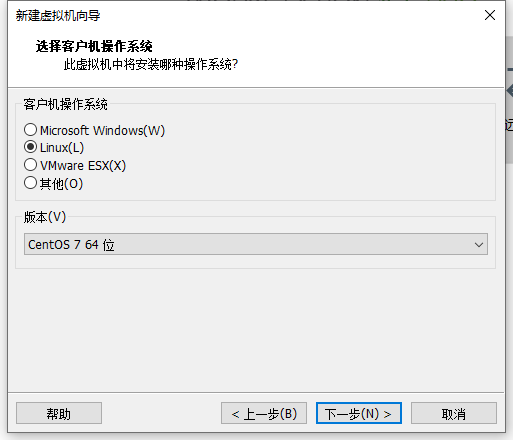 新建虚拟机向导
选择客户机操作系统
此虚拟机中将安装哪种操作系统?
客户机操作系统
Microsoft Windows(W)
Linux(L)
VMware ESX(X)
其他(O)
版本(V)
CentOS 7 64 位
帮助
< 上一步(B)
下一步(N) >
取消